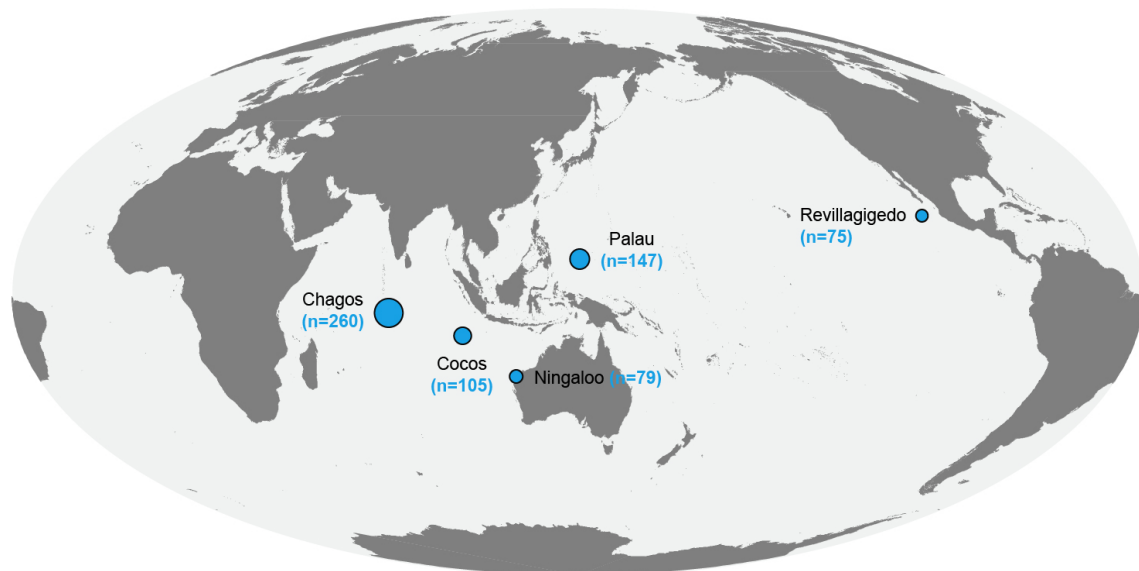 Revillagigedo
(n=75)
Palau
(n=147)
Chagos
(n=260)
Cocos
(n=105)
Ningaloo (n=79)